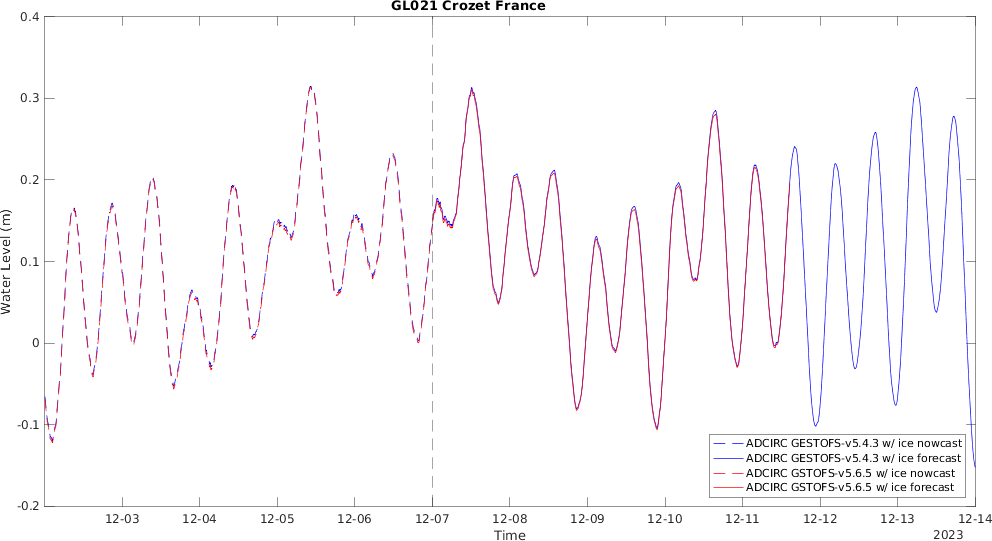 GL021 Crozet France
0.4
0.3
0.2
0.1
0
-0.1
-0.2
Water Level (m)
ADCIRC GESTOFS-v5.4.3 w/ ice nowcast
ADCIRC GESTOFS-v5.4.3 w/ ice forecast
ADCIRC GSTOFS-v5.6.5 w/ ice nowcast
ADCIRC GSTOFS-v5.6.5 w/ ice forecast
12-03 12-04 12-05 12-06 12-07 12-08 12-09 12-10 12-11 12-12 12-13 12-14
Time
2023